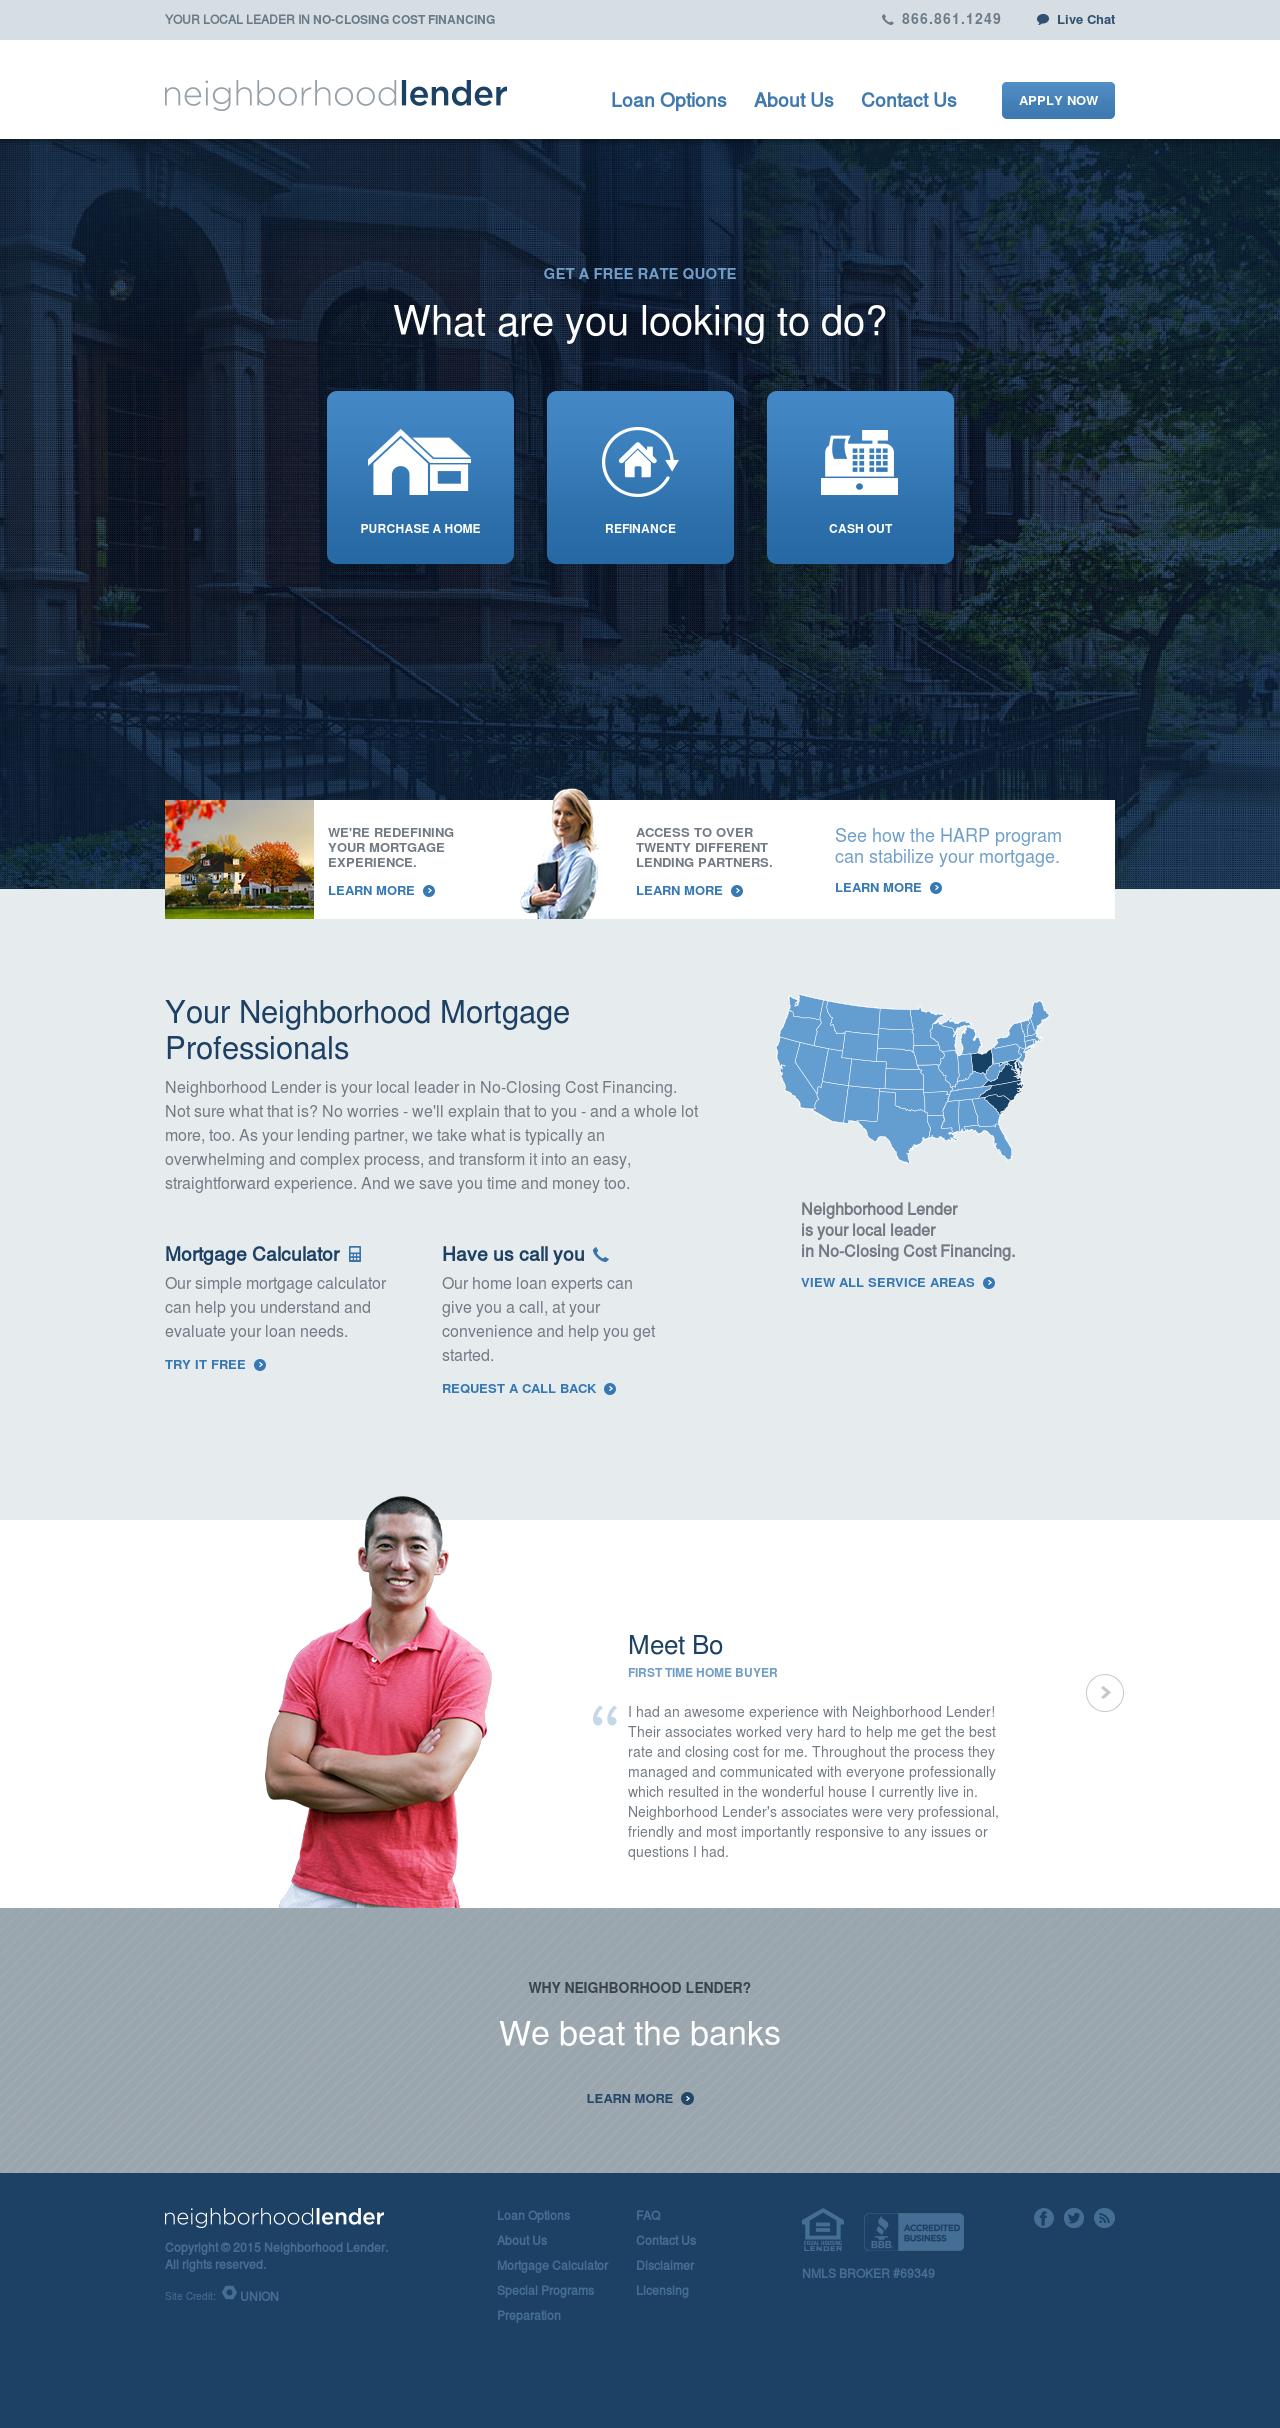 YOUR LOCAL LEADER IN NO-CLOSING COST FINANCING
866.861.1249
Live Chat
neighborhoodlender
Loan Options
About Us
Contact Us
APPLY NOW
GET A FREE RATE QUOTE
What are you looking to do?
PURCHASE A HOME
REFINANCE
CASH OUT
WE'RE REDEFINING
YOUR MORTGAGE
EXPERIENCE.
LEARN MORE
ACCESS TO OVER
TWENTY DIFFERENT
LENDING PARTNERS.
LEARN MORE
See how the HARP program
can stabilize your mortgage.
LEARN MORE
Your Neighborhood Mortgage
Professionals
Neighborhood Lender is your local leader in No-Closing Cost Financing.
Not sure what that is? No worries - we'll explain that to you - and a whole lot
more, too. As your lending partner, we take what is typically an
overwhelming and complex process, and transform it into an easy,
straightforward experience. And we save you time and money too.
Mortgage Calculator
Our simple mortgage calculator
can help you understand and
evaluate your loan needs.
TRY IT FREE
Have us call you
Our home loan experts can
give you a call, at your
convenience and help you get
started.
REQUEST A CALL BACK
Neighborhood Lender
is your local leader
in No-Closing Cost Financing.
VIEW ALL SERVICE AREAS
Meet Bo
FIRST TIME HOME BUYER
“
I had an awesome experience with Neighborhood Lender!
Their associates worked very hard to help me get the best
rate and closing cost for me. Throughout the process they
managed and communicated with everyone professionally
which resulted in the wonderful house I currently live in.
Neighborhood Lender's associates were very professional,
friendly and most importantly responsive to any issues or
questions I had.
WHY NEIGHBORHOOD LENDER?
We beat the banks
LEARN MORE
neighborhoodlender
Copyright © 2015 Neighborhood Lender.
All rights reserved.
Site Credit: UNION
Loan Options
About Us
Mortgage Calculator
Special Programs
Preparation
FAQ
Contact Us
Disclaimer
Licensing
EQUAL HOUSING
LENDER
BBB
ACCREDITED
BUSINESS
NMLS BROKER #69349